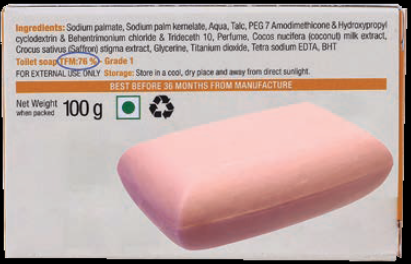 Ingredients: Sodium palmate, Sodium palm kernelate, Aqua, Talc, PEG 7 Amodimethicone & Hydroxypropyl
cyclodextrin & Behentrimonium chloride & Trideceth 10, Perfume, Cocos nucifera (coconut) milk extract,
Crocus sativus (Saffron) stigma extract, Glycerine, Titanium dioxide, Tetra sodium EDTA, BHT
Toilet soap TFM:76 % Grade 1
FOR EXTERNAL USE ONLY Storage: Store in a cool, dry place and away from direct sunlight.
BEST BEFORE 36 MONTHS FROM MANUFACTURE
Net Weight 100 g
when packed